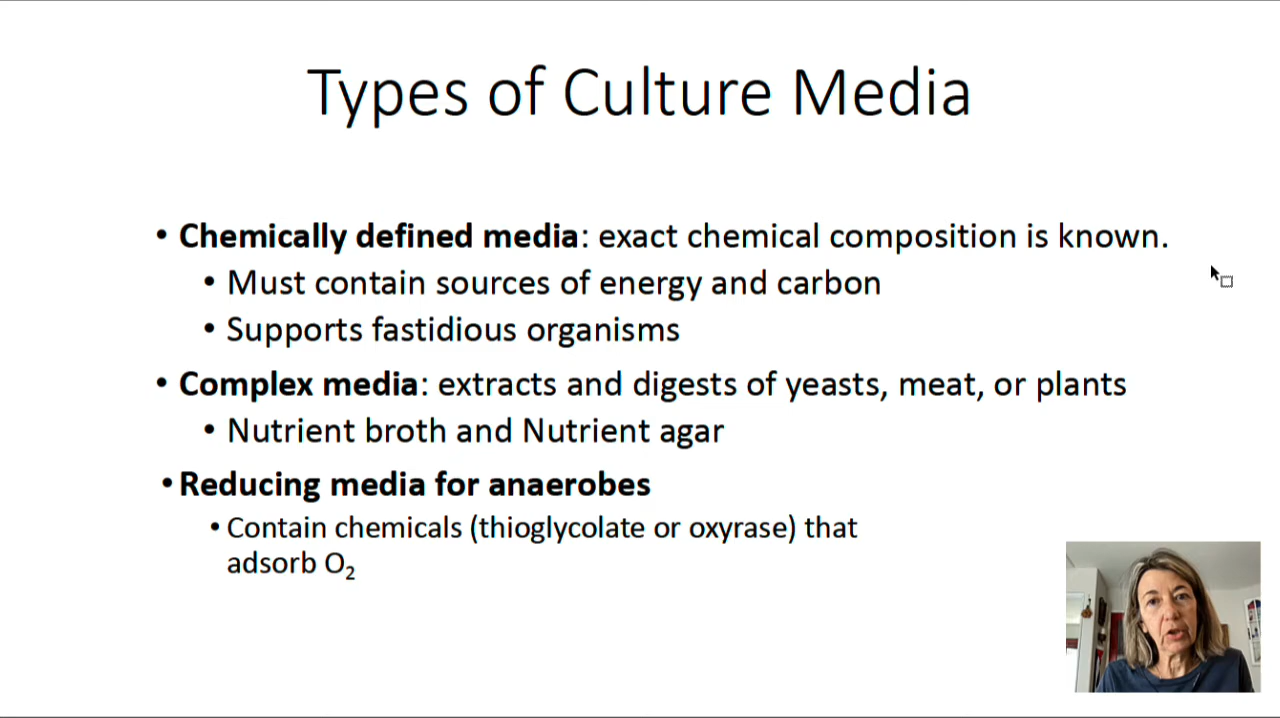 Types of Culture Media
• Chemically defined media: exact chemical composition is known.
• Must contain sources of energy and carbon
• Supports fastidious organisms
• Complex media: extracts and digests of yeasts, meat, or plants
• Nutrient broth and Nutrient agar
• Reducing media for anaerobes
• Contain chemicals (thioglycolate or oxyrase) that
adsorb O₂